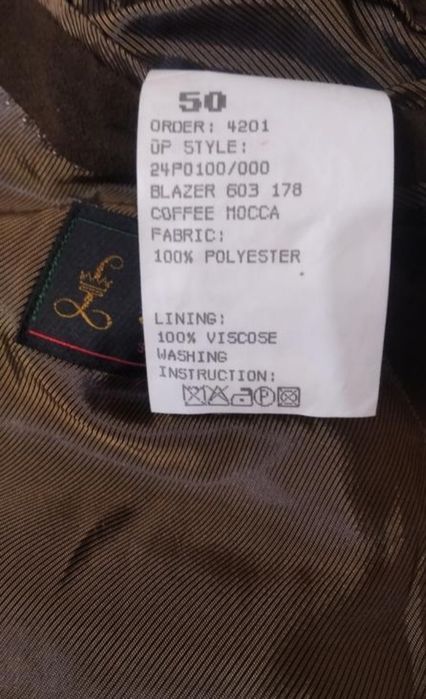 50
ORDER: 4201
OP STYLE:
24P0100/000
BLAZER 603 178
COFFEE MOCCA
FABRIC:
100% POLYESTER
LINING:
100% VISCOSE
WASHING
INSTRUCTION: